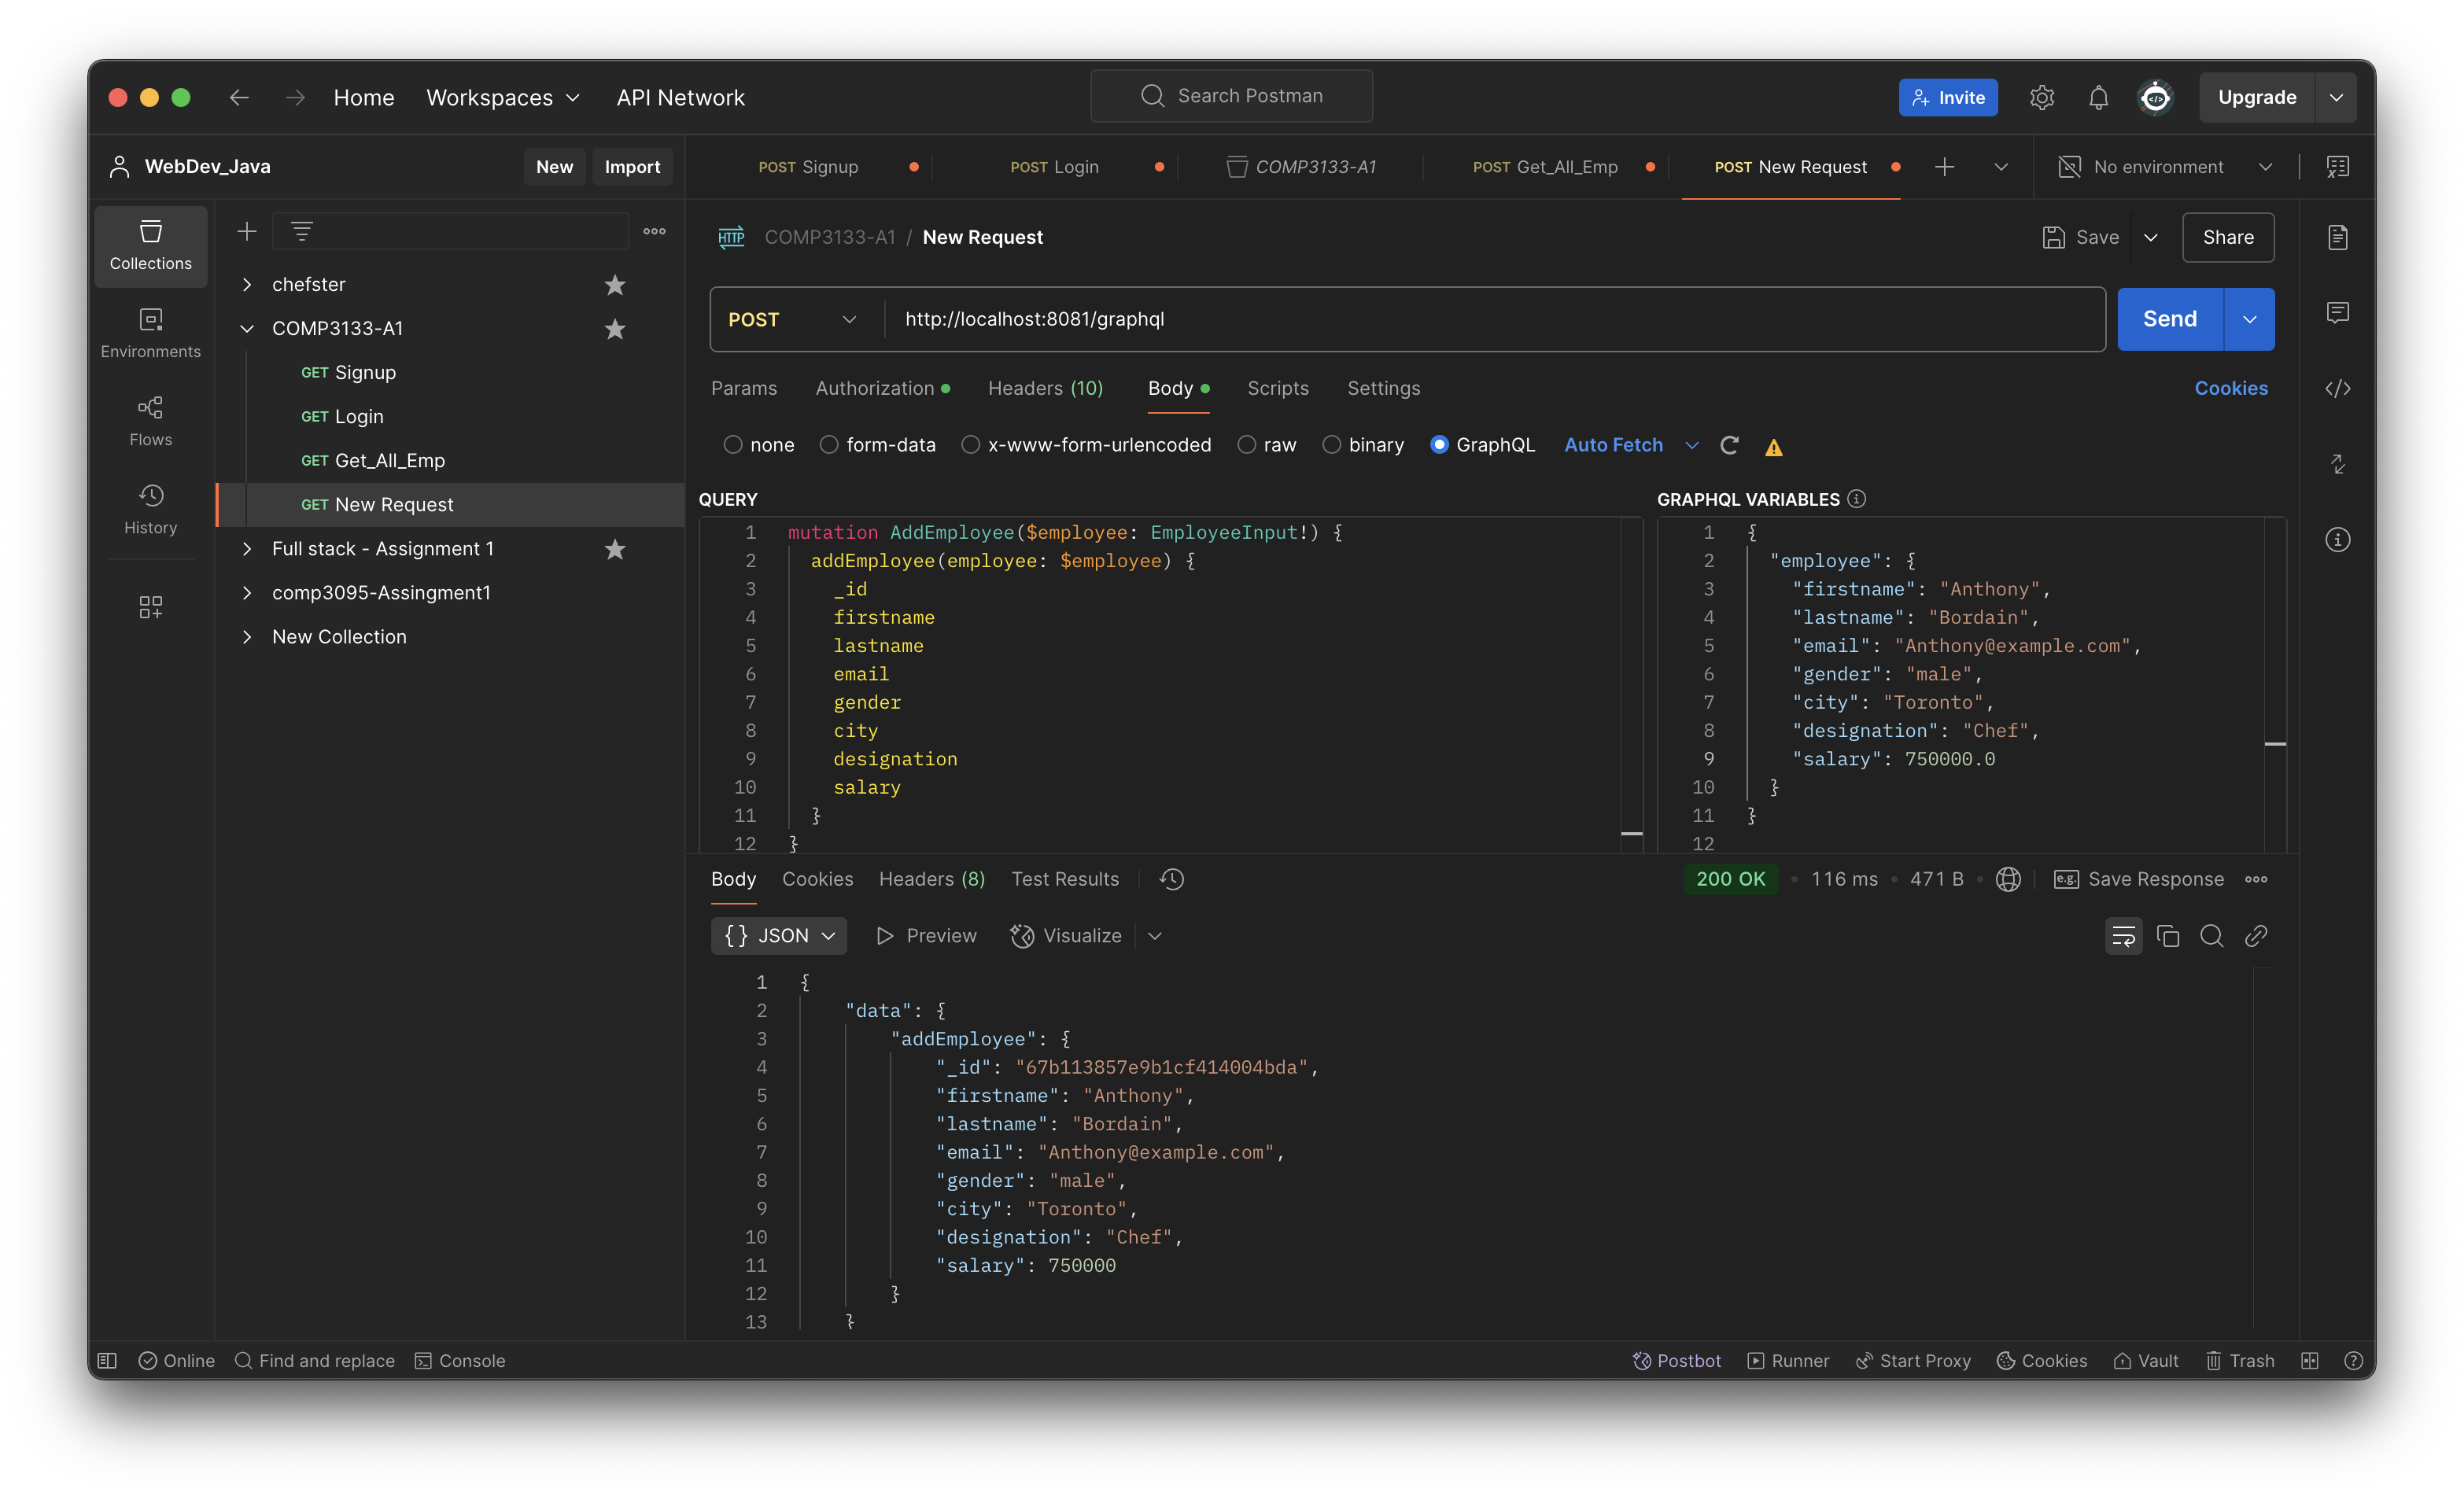 Home Workspaces API Network Search Postman Invite Upgrade
WebDev_Java New Import
POST Signup POST Login COMP3133-A1 POST Get_All_Emp POST New Request No environment
Collections
Environments
Flows
History
chefster
COMP3133-A1
GET Signup
GET Login
GET Get_All_Emp
GET New Request
Full stack - Assignment 1
comp3095-Assingment1
New Collection
HTTP COMP3133-A1 / New Request Save Share
POST http://localhost:8081/graphql Send
Params Authorization Headers (10) Body Scripts Settings Cookies
none form-data x-www-form-urlencoded raw binary GraphQL Auto Fetch
QUERY
1 mutation AddEmployee($employee: EmployeeInput!) {
2 addEmployee(employee: $employee) {
3 _id
4 firstname
5 lastname
6 email
7 gender
8 city
9 designation
10 salary
11 }
12 }
GRAPHQL VARIABLES
1 {
2 "employee": {
3 "firstname": "Anthony",
4 "lastname": "Bordain",
5 "email": "Anthony@example.com",
6 "gender": "male",
7 "city": "Toronto",
8 "designation": "Chef",
9 "salary": 750000.0
10 }
11 }
12
Body Cookies Headers (8) Test Results 200 OK • 116 ms • 471 B • e.g. Save Response
{} JSON Preview Visualize
1 {
2 "data": {
3 "addEmployee": {
4 "_id": "67b113857e9b1cf414004bda",
5 "firstname": "Anthony",
6 "lastname": "Bordain",
7 "email": "Anthony@example.com",
8 "gender": "male",
9 "city": "Toronto",
10 "designation": "Chef",
11 "salary": 750000
12 }
13 }
Online Find and replace Console Postbot Runner Start Proxy Cookies Vault Trash